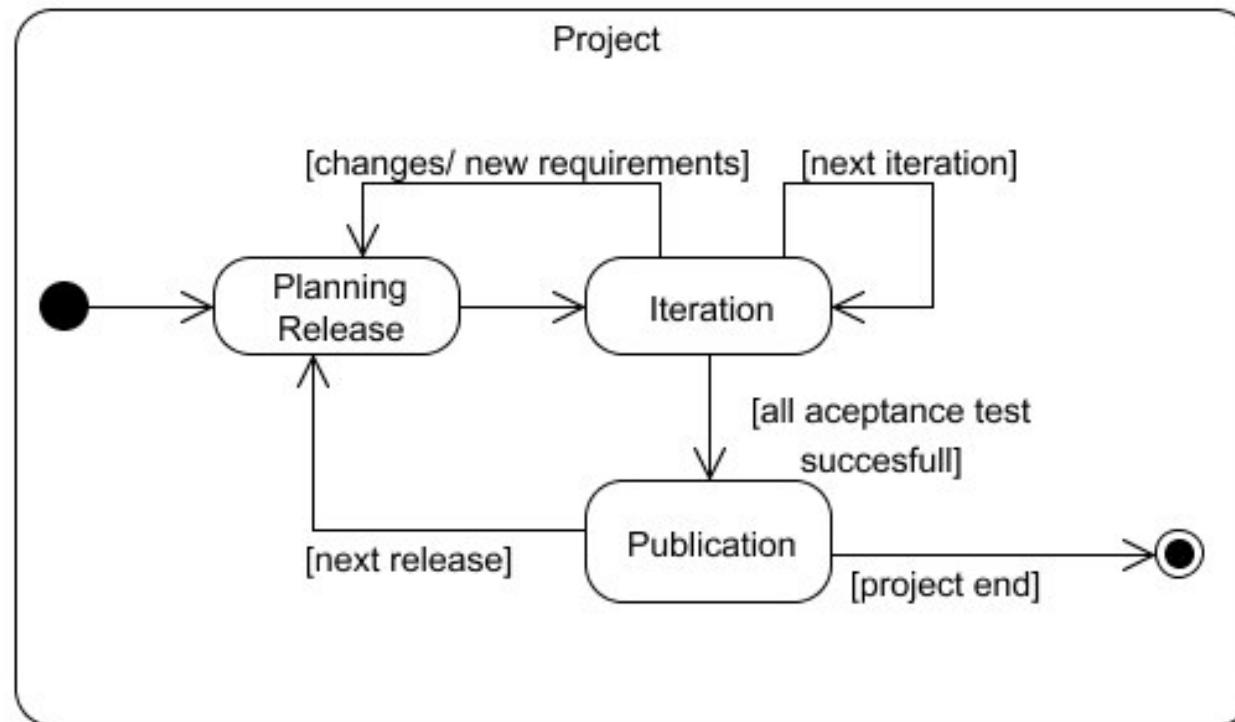 Project
[changes/ new requirements]
[next iteration]
Planning
Release
Iteration
[all aceptance test
succesfull]
Publication
[next release]
[project end]